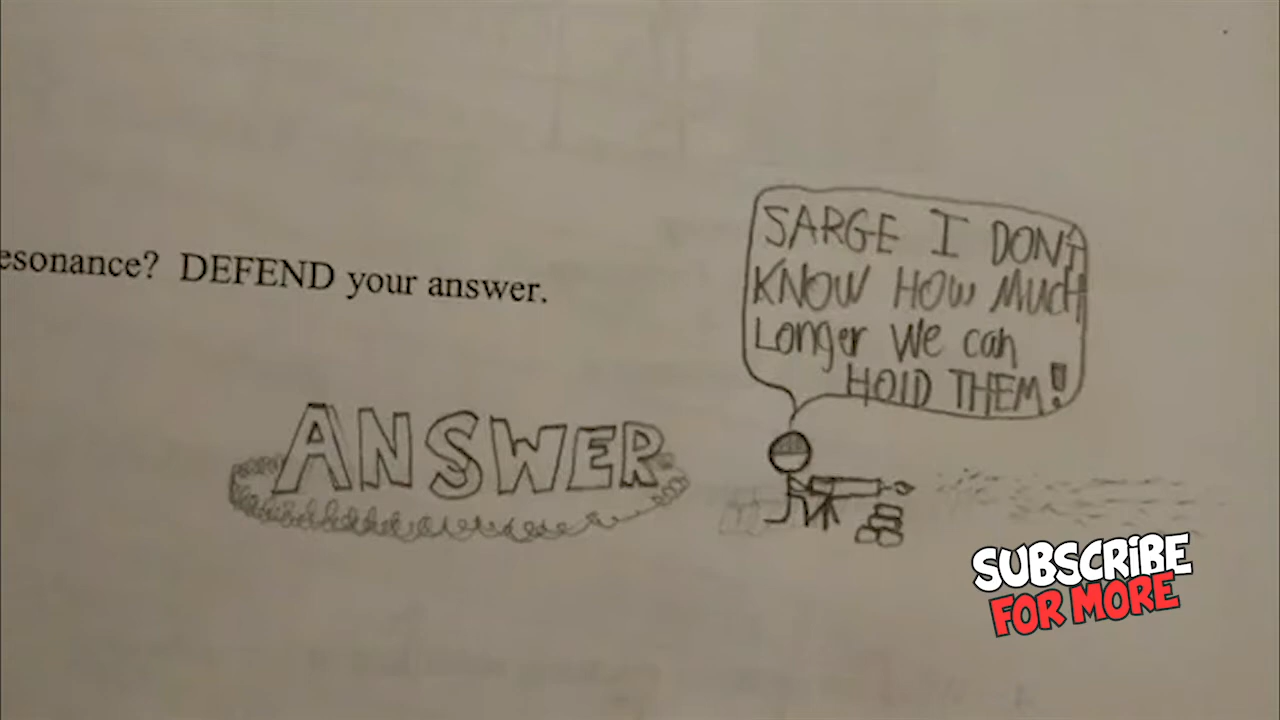 esonance? DEFEND your answer.
SARGE I DON'T
KNOW HOW MUCH
Longer We can
HOLD THEM!
ANSWER
SUBSCRiBE
FOR MORE